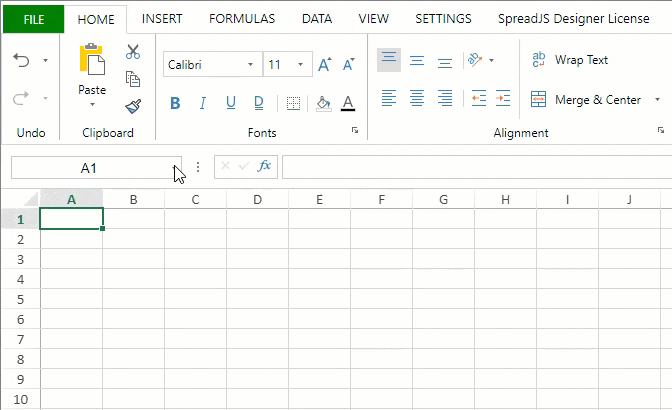 FILE HOME INSERT FORMULAS DATA VIEW SETTINGS SpreadJS Designer License
Calibri 11 A A ab Wrap Text
Paste B I U D A Merge & Center
Undo Clipboard Fonts Alignment
A1 fx
A B C D E F G H I J
1
2
3
4
5
6
7
8
9
10